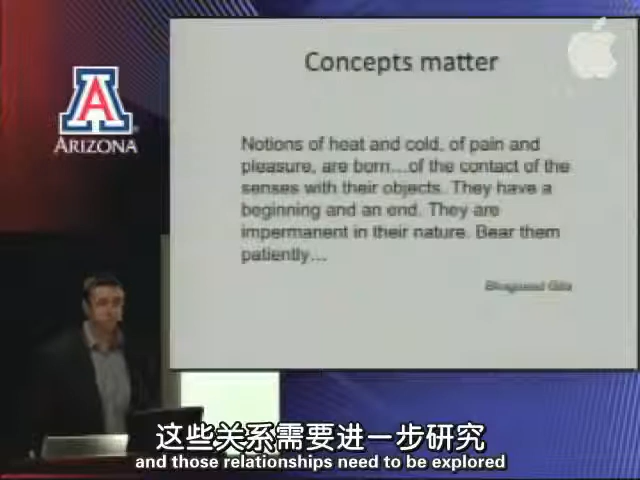 Concepts matter
A
ARIZONA
Notions of heat and cold, of pain and
pleasure, are born...of the contact of the
senses with their objects. They have a
beginning and an end. They are
impermanent in their nature. Bear them
patiently...
Bhagavad Gita
这些关系需要进一步研究
and those relationships need to be explored